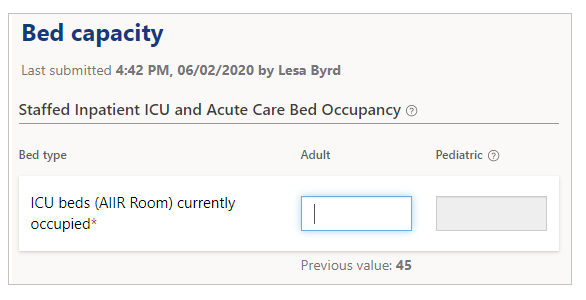 Bed capacity
Last submitted 4:42 PM, 06/02/2020 by Lesa Byrd
Staffed Inpatient ICU and Acute Care Bed Occupancy ?
Bed type Adult Pediatric ?
ICU beds (AIIR Room) currently
occupied*
Previous value: 45